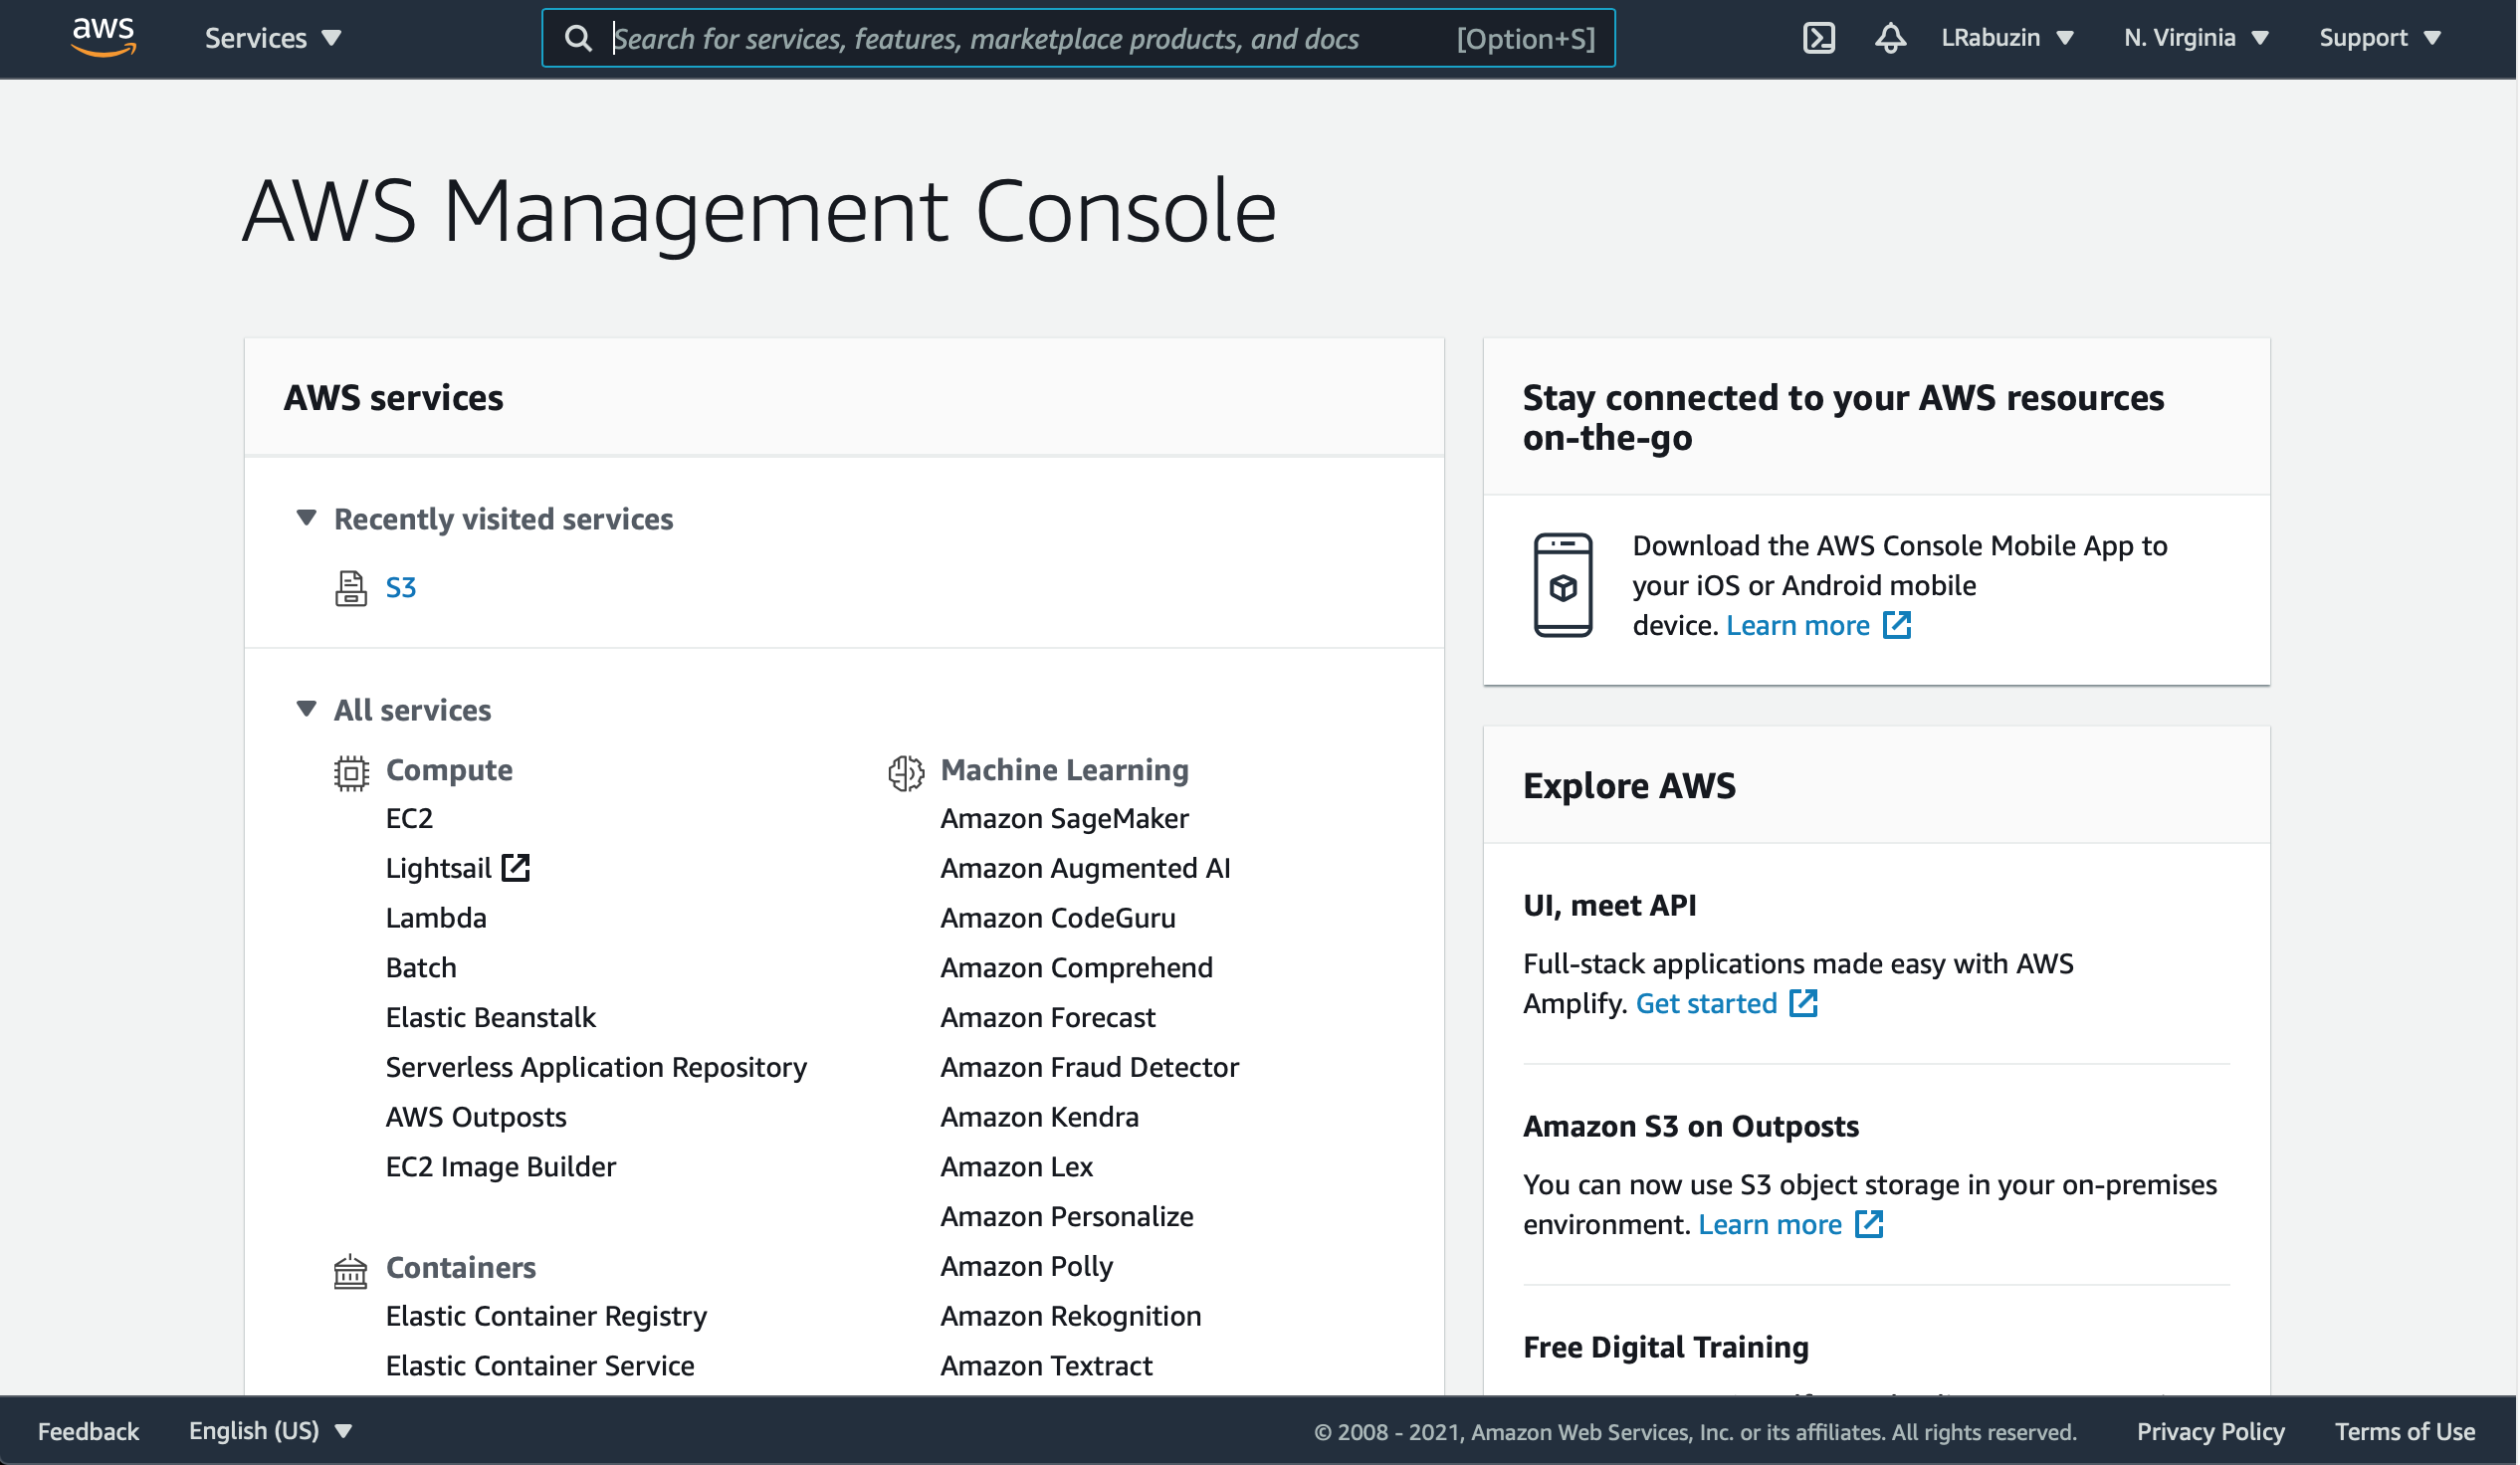 aws
Services
Search for services, features, marketplace products, and docs
[Option+S]
LRabuzin
N. Virginia
Support
AWS Management Console
AWS services
Recently visited services
S3
All services
Compute
EC2
Lightsail
Lambda
Batch
Elastic Beanstalk
Serverless Application Repository
AWS Outposts
EC2 Image Builder
Containers
Elastic Container Registry
Elastic Container Service
Machine Learning
Amazon SageMaker
Amazon Augmented AI
Amazon CodeGuru
Amazon Comprehend
Amazon Forecast
Amazon Fraud Detector
Amazon Kendra
Amazon Lex
Amazon Personalize
Amazon Polly
Amazon Rekognition
Amazon Textract
Stay connected to your AWS resources
on-the-go
Download the AWS Console Mobile App to
your iOS or Android mobile
device. Learn more
Explore AWS
UI, meet API
Full-stack applications made easy with AWS
Amplify. Get started
Amazon S3 on Outposts
You can now use S3 object storage in your on-premises
environment. Learn more
Free Digital Training
Feedback
English (US)
© 2008 - 2021, Amazon Web Services, Inc. or its affiliates. All rights reserved.
Privacy Policy
Terms of Use